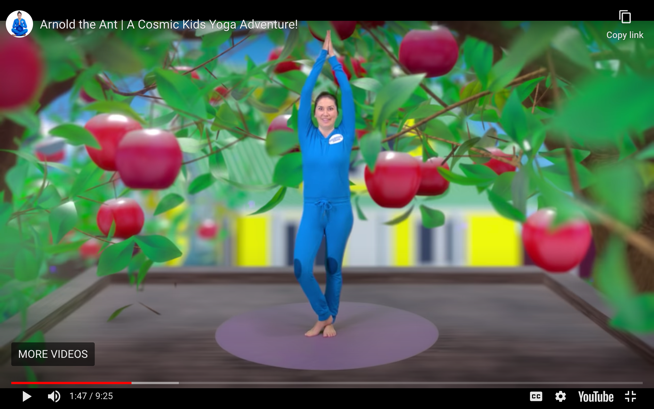 Arnold the Ant | A Cosmic Kids Yoga Adventure!
Copy link
MORE VIDEOS
1:47 / 9:25
CC
YouTube